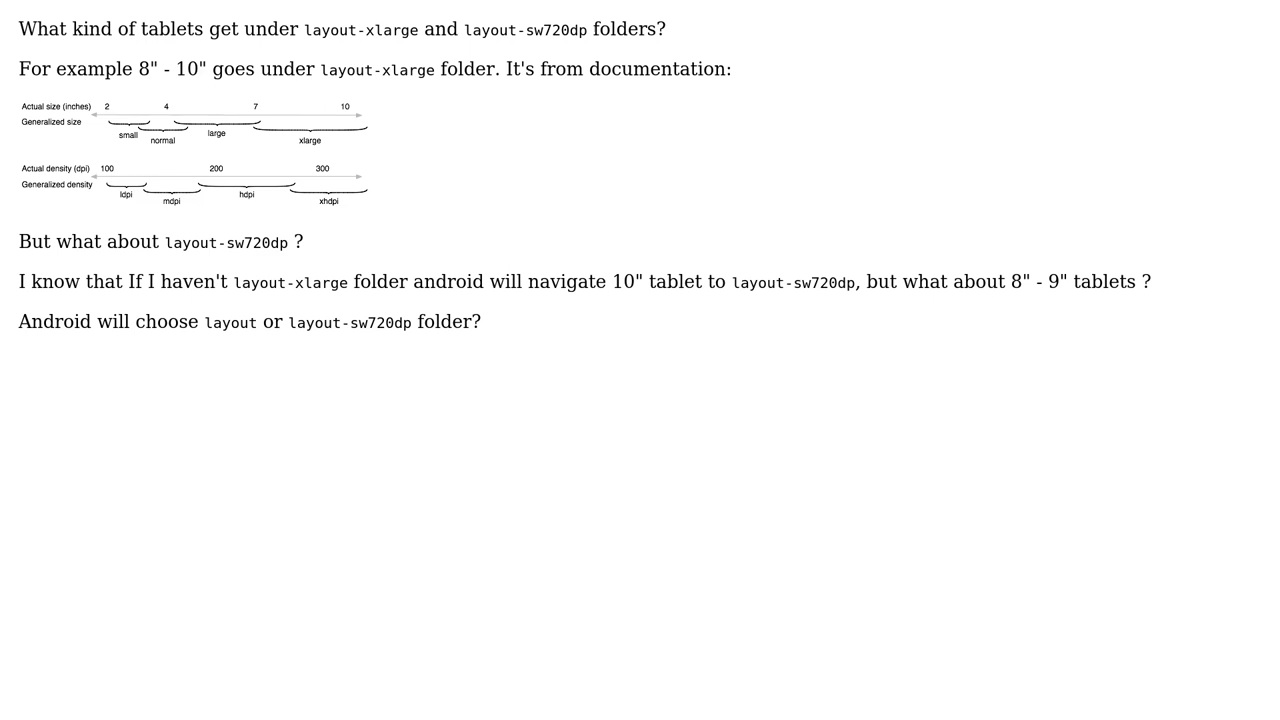 What kind of tablets get under layout-xlarge and layout-sw720dp folders?
For example 8" - 10" goes under layout-xlarge folder. It's from documentation:
Actual size (inches) 2 4 7 10
Generalized size
small normal large xlarge
Actual density (dpi) 100 200 300
Generalized density
ldpi mdpi hdpi xhdpi
But what about layout-sw720dp ?
I know that If I haven't layout-xlarge folder android will navigate 10" tablet to layout-sw720dp, but what about 8" - 9" tablets ?
Android will choose layout or layout-sw720dp folder?